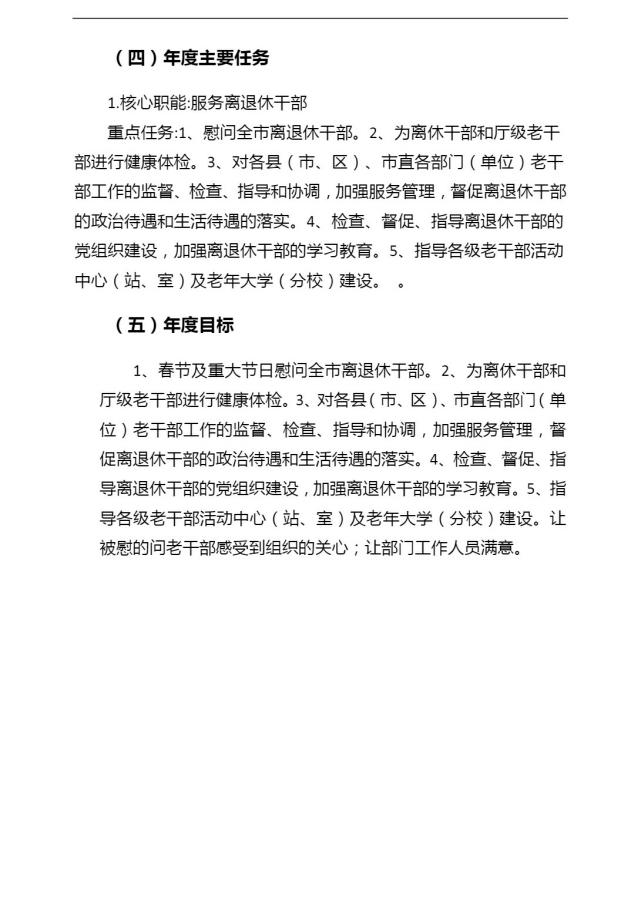 （四）年度主要任务
1.核心职能:服务离退休干部
重点任务:1、慰问全市离退休干部。2、为离休干部和厅级老干
部进行健康体检。3、对各县（市、区）、市直各部门（单位）老干
部工作的监督、检查、指导和协调，加强服务管理，督促离退休干部
的政治待遇和生活待遇的落实。4、检查、督促、指导离退休干部的
党组织建设，加强离退休干部的学习教育。5、指导各级老干部活动
中心（站、室）及老年大学（分校）建设。 。
（五）年度目标
1、春节及重大节日慰问全市离退休干部。2、为离休干部和
厅级老干部进行健康体检。3、对各县（市、区）、市直各部门（单
位）老干部工作的监督、检查、指导和协调，加强服务管理，督
促离退休干部的政治待遇和生活待遇的落实。4、检查、督促、指
导离退休干部的党组织建设，加强离退休干部的学习教育。5、指
导各级老干部活动中心（站、室）及老年大学（分校）建设。让
被慰的问老干部感受到组织的关心；让部门工作人员满意。